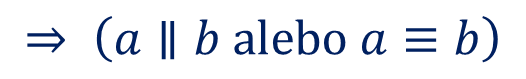 ⇒ (a ∥ b alebo a ≡ b)